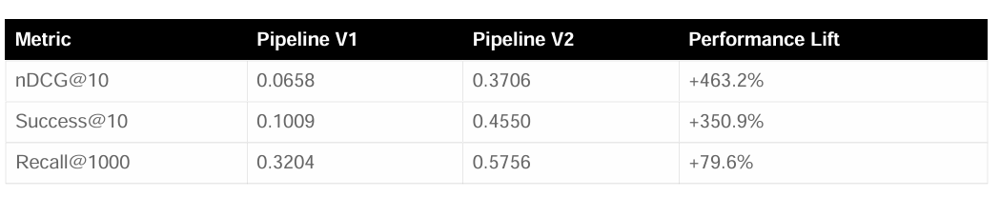 Metric Pipeline V1 Pipeline V2 Performance Lift
nDCG@10 0.0658 0.3706 +463.2%
Success@10 0.1009 0.4550 +350.9%
Recall@1000 0.3204 0.5756 +79.6%